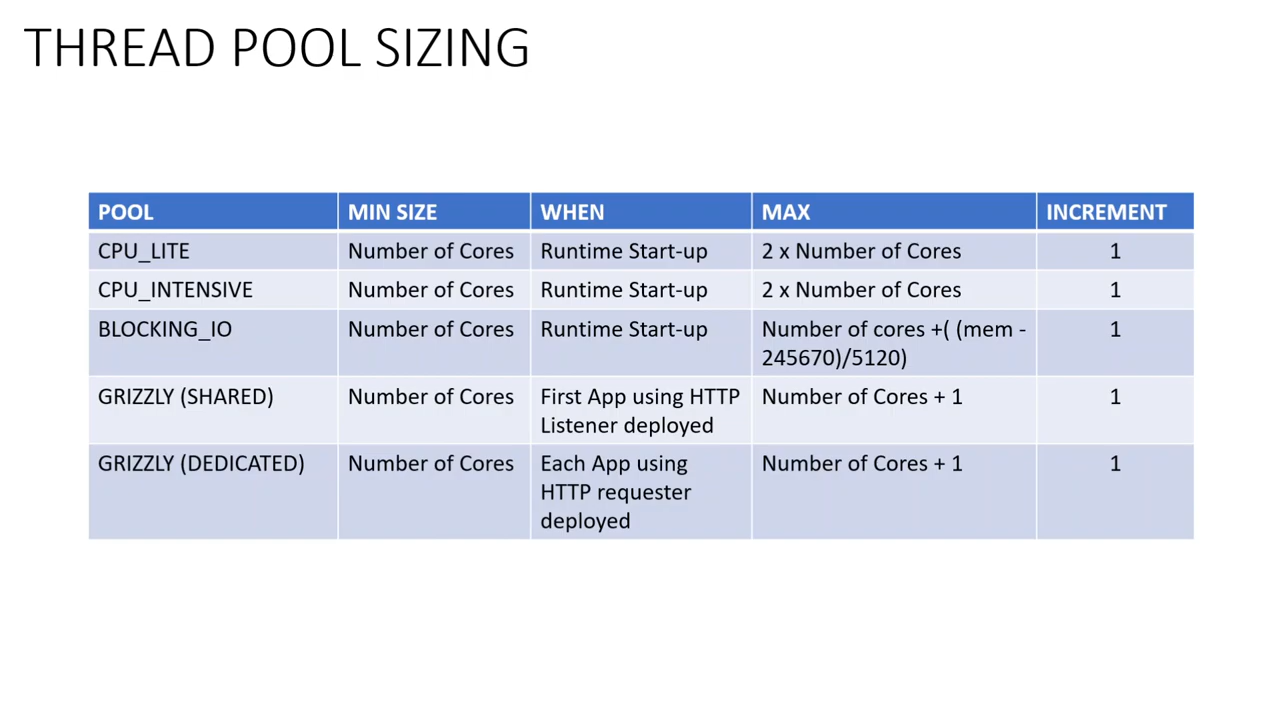 THREAD POOL SIZING
POOL MIN SIZE WHEN MAX INCREMENT
CPU_LITE Number of Cores Runtime Start-up 2 x Number of Cores 1
CPU_INTENSIVE Number of Cores Runtime Start-up 2 x Number of Cores 1
BLOCKING_IO Number of Cores Runtime Start-up Number of cores +( (mem - 1
245670)/5120)
GRIZZLY (SHARED) Number of Cores First App using HTTP Number of Cores + 1 1
Listener deployed
GRIZZLY (DEDICATED) Number of Cores Each App using Number of Cores + 1 1
HTTP requester
deployed